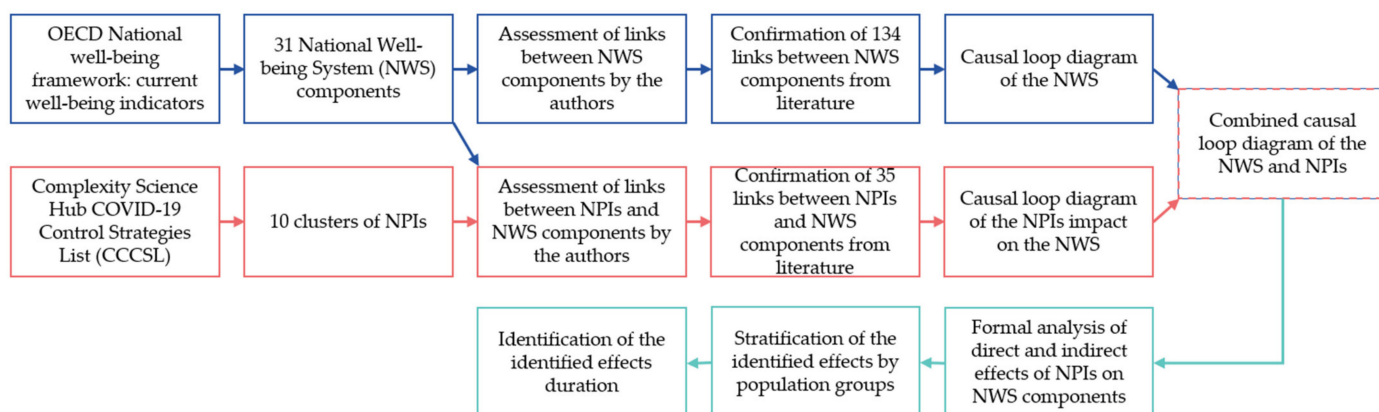 OECD National
well-being
framework: current
well-being indicators
31 National Well-
being System (NWS)
components
Assessment of links
between NWS
components by the
authors
Confirmation of 134
links between NWS
components from
literature
Causal loop diagram
of the NWS
Combined causal
loop diagram of the
NWS and NPIs
Complexity Science
Hub COVID-19
Control Strategies
List (CCCSL)
10 clusters of NPIs
Assessment of links
between NPIs and
NWS components by
the authors
Confirmation of 35
links between NPIs
and NWS
components from
literature
Causal loop diagram
of the NPIs impact
on the NWS
Identification of the
identified effects
duration
Stratification of the
identified effects by
population groups
Formal analysis of
direct and indirect
effects of NPIs on
NWS components